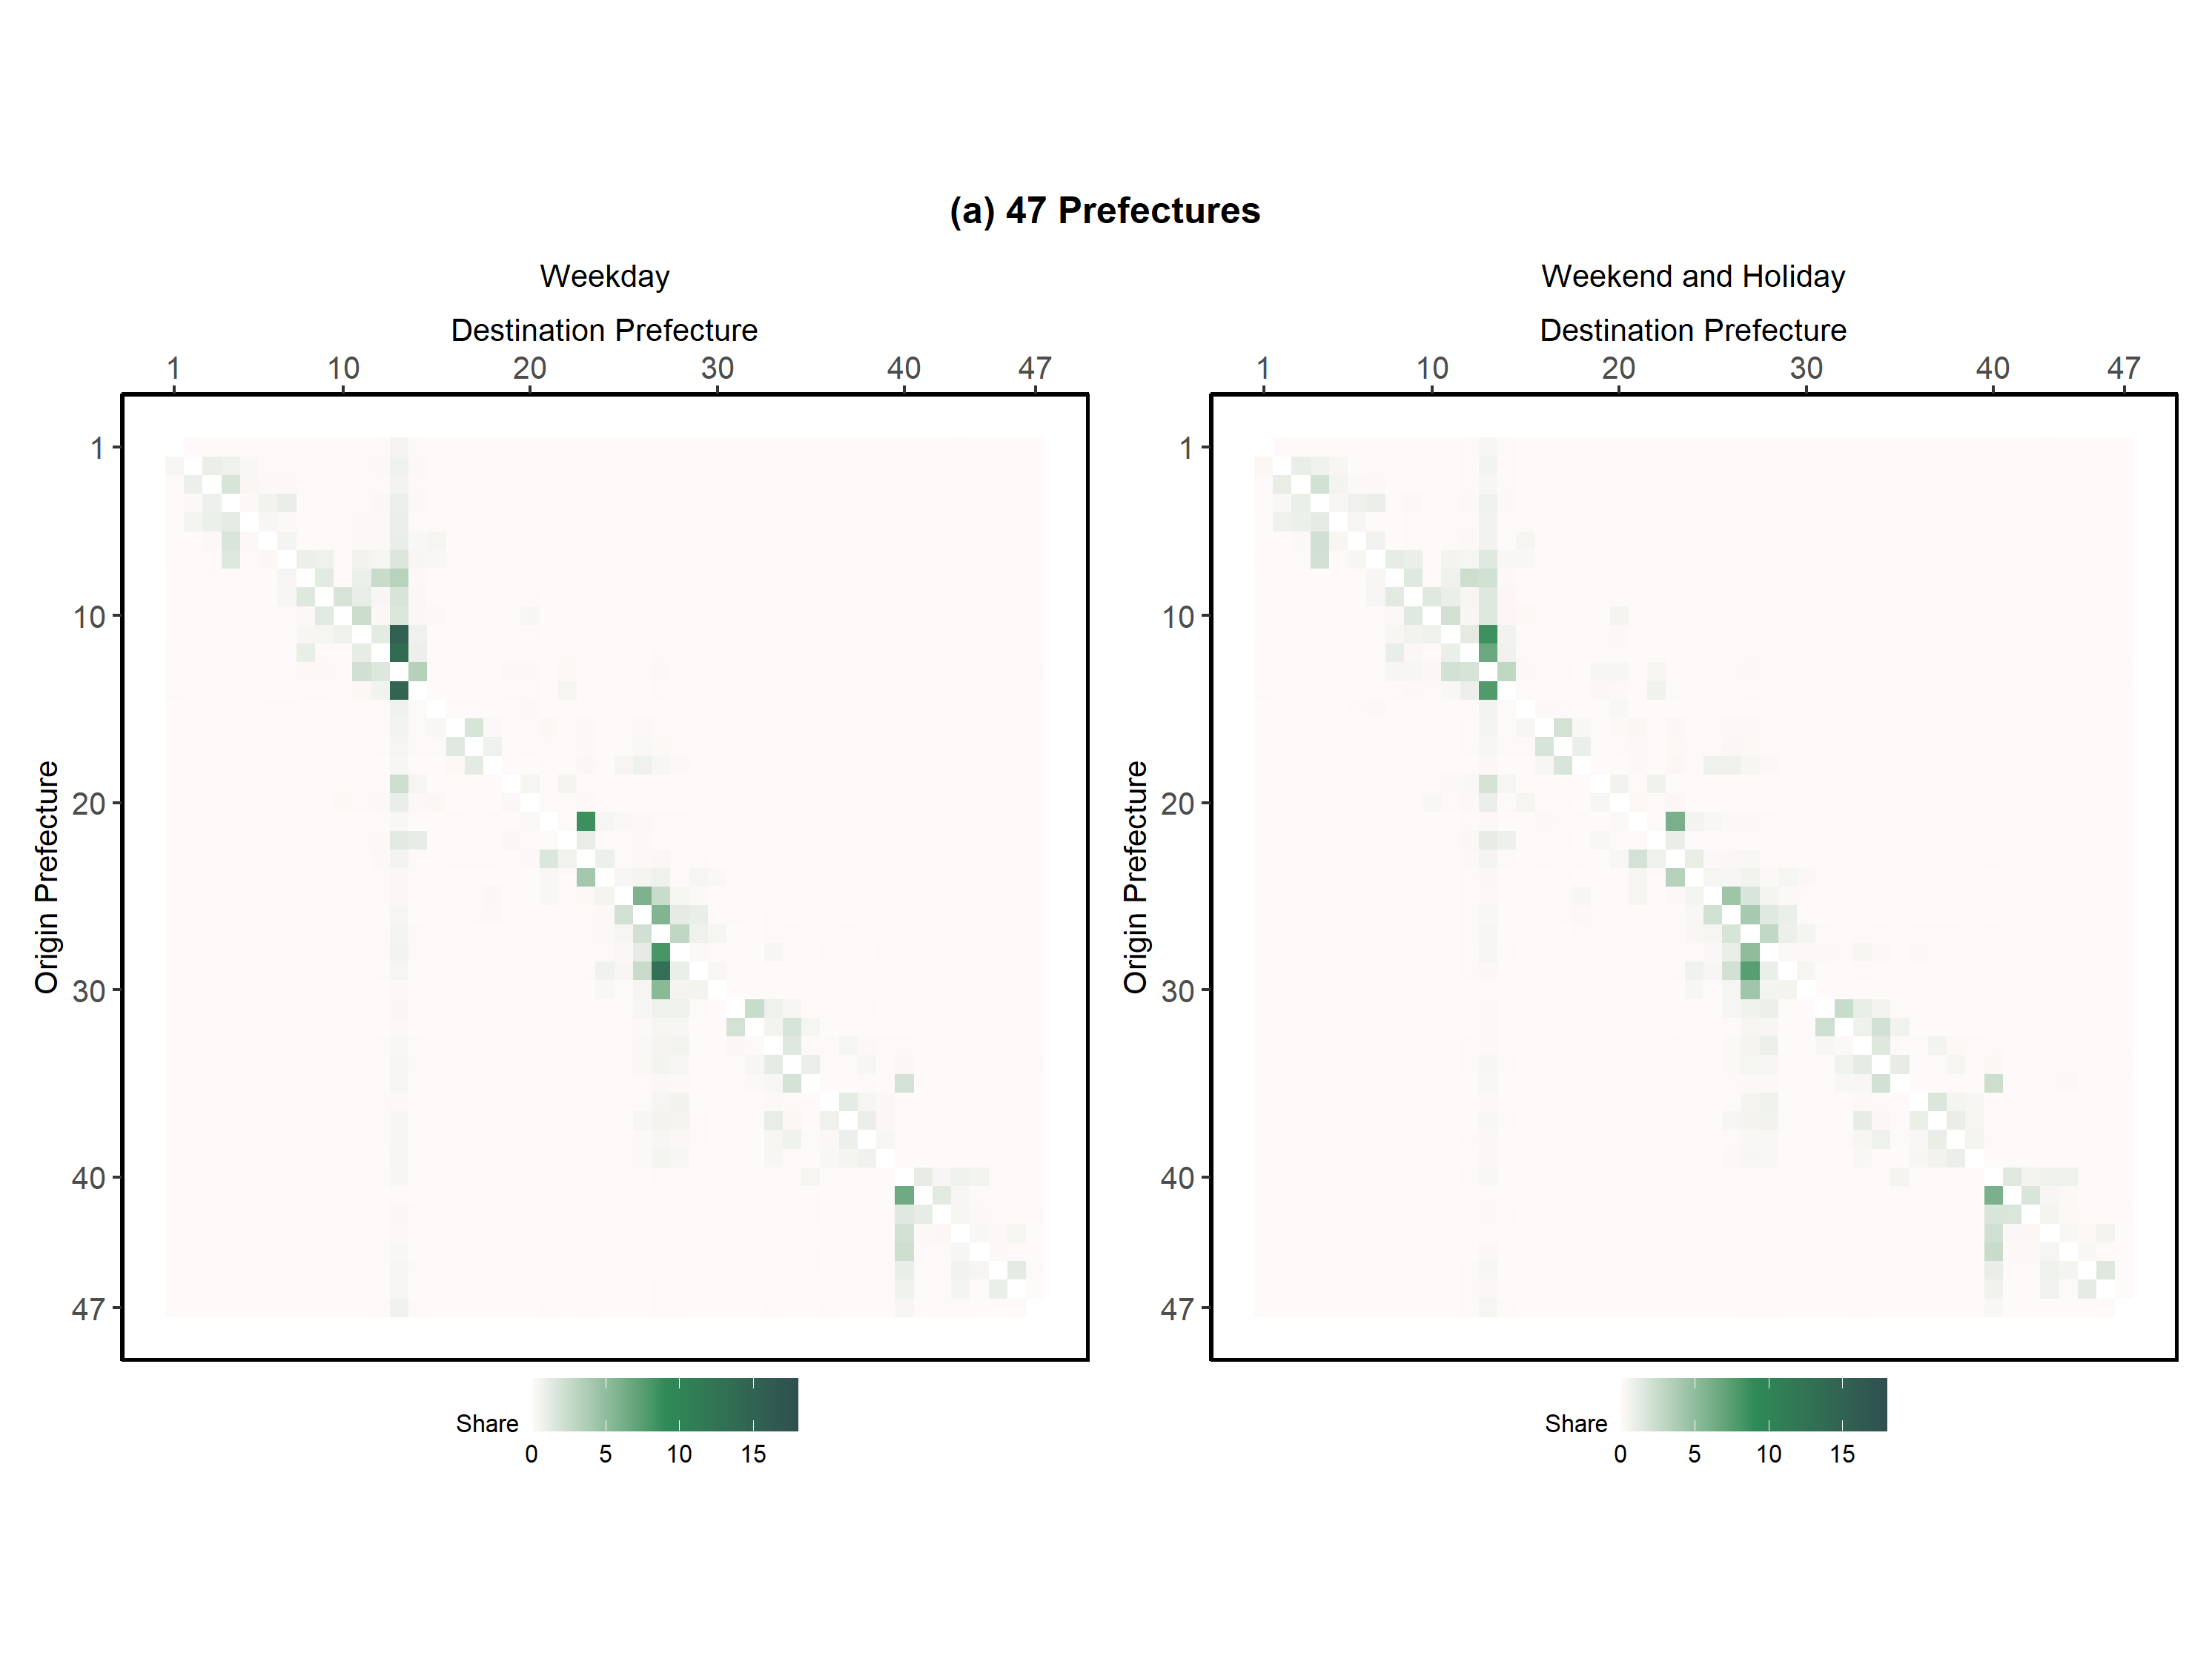 (a) 47 Prefectures
Weekday
Destination Prefecture
1 10 20 30 40 47
Origin Prefecture
1
10
20
30
40
47
Share
0 5 10 15
Weekend and Holiday
Destination Prefecture
1 10 20 30 40 47
Origin Prefecture
1
10
20
30
40
47
Share
0 5 10 15